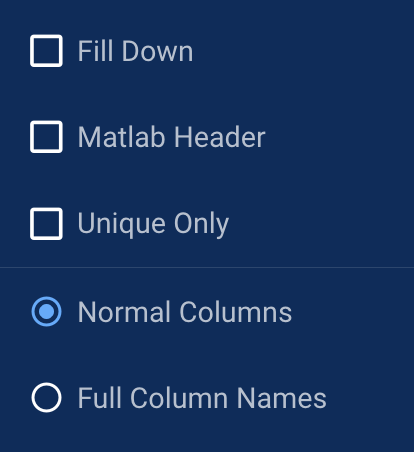 Fill Down
Matlab Header
Unique Only
Normal Columns
Full Column Names